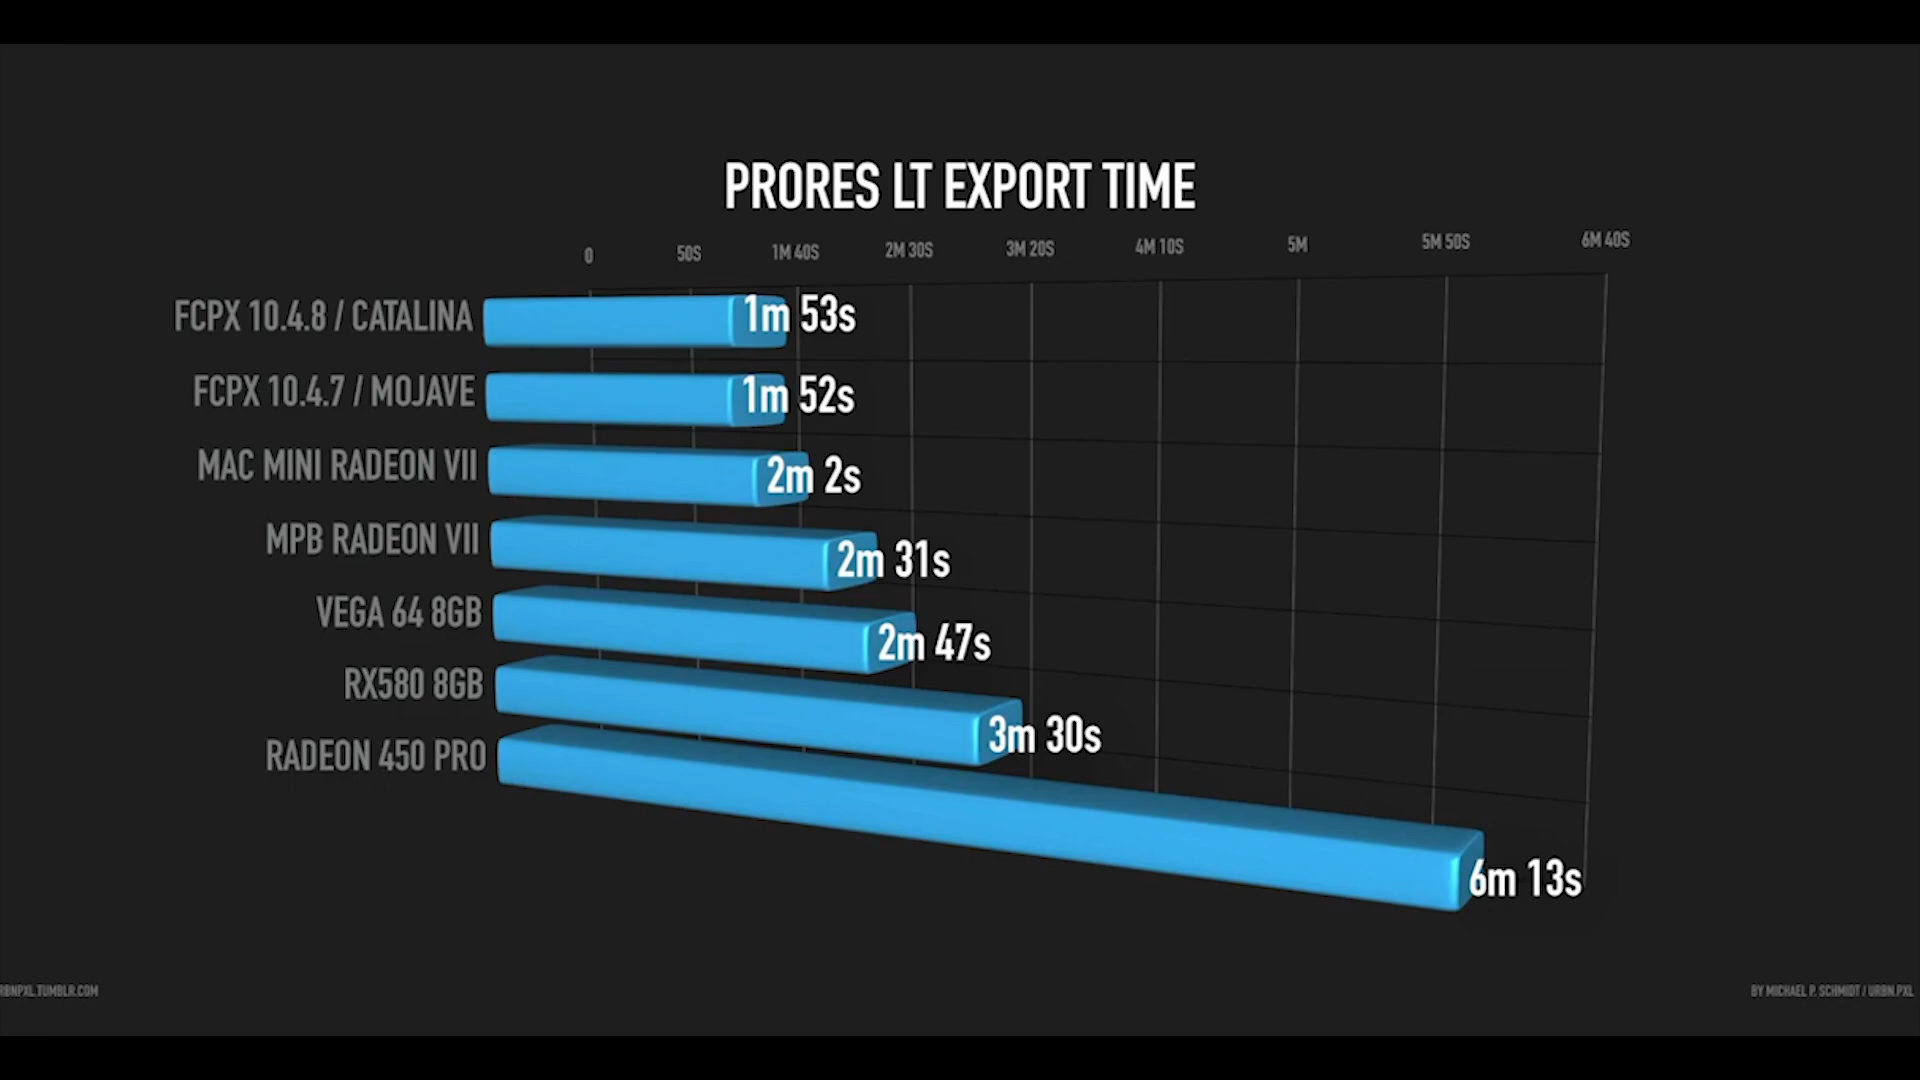 PRORES LT EXPORT TIME
0 50S 1M 40S 2M 30S 3M 20S 4M 10S 5M 5M 50S 6M 40S
FCPX 10.4.8 / CATALINA 1m 53s
FCPX 10.4.7 / MOJAVE 1m 52s
MAC MINI RADEON VII 2m 2s
MPB RADEON VII 2m 31s
VEGA 64 8GB 2m 47s
RX580 8GB 3m 30s
RADEON 450 PRO 6m 13s
RBNPXL.TUMBLR.COM
BY MICHAEL P. SCHMIDT / URBN.PXL